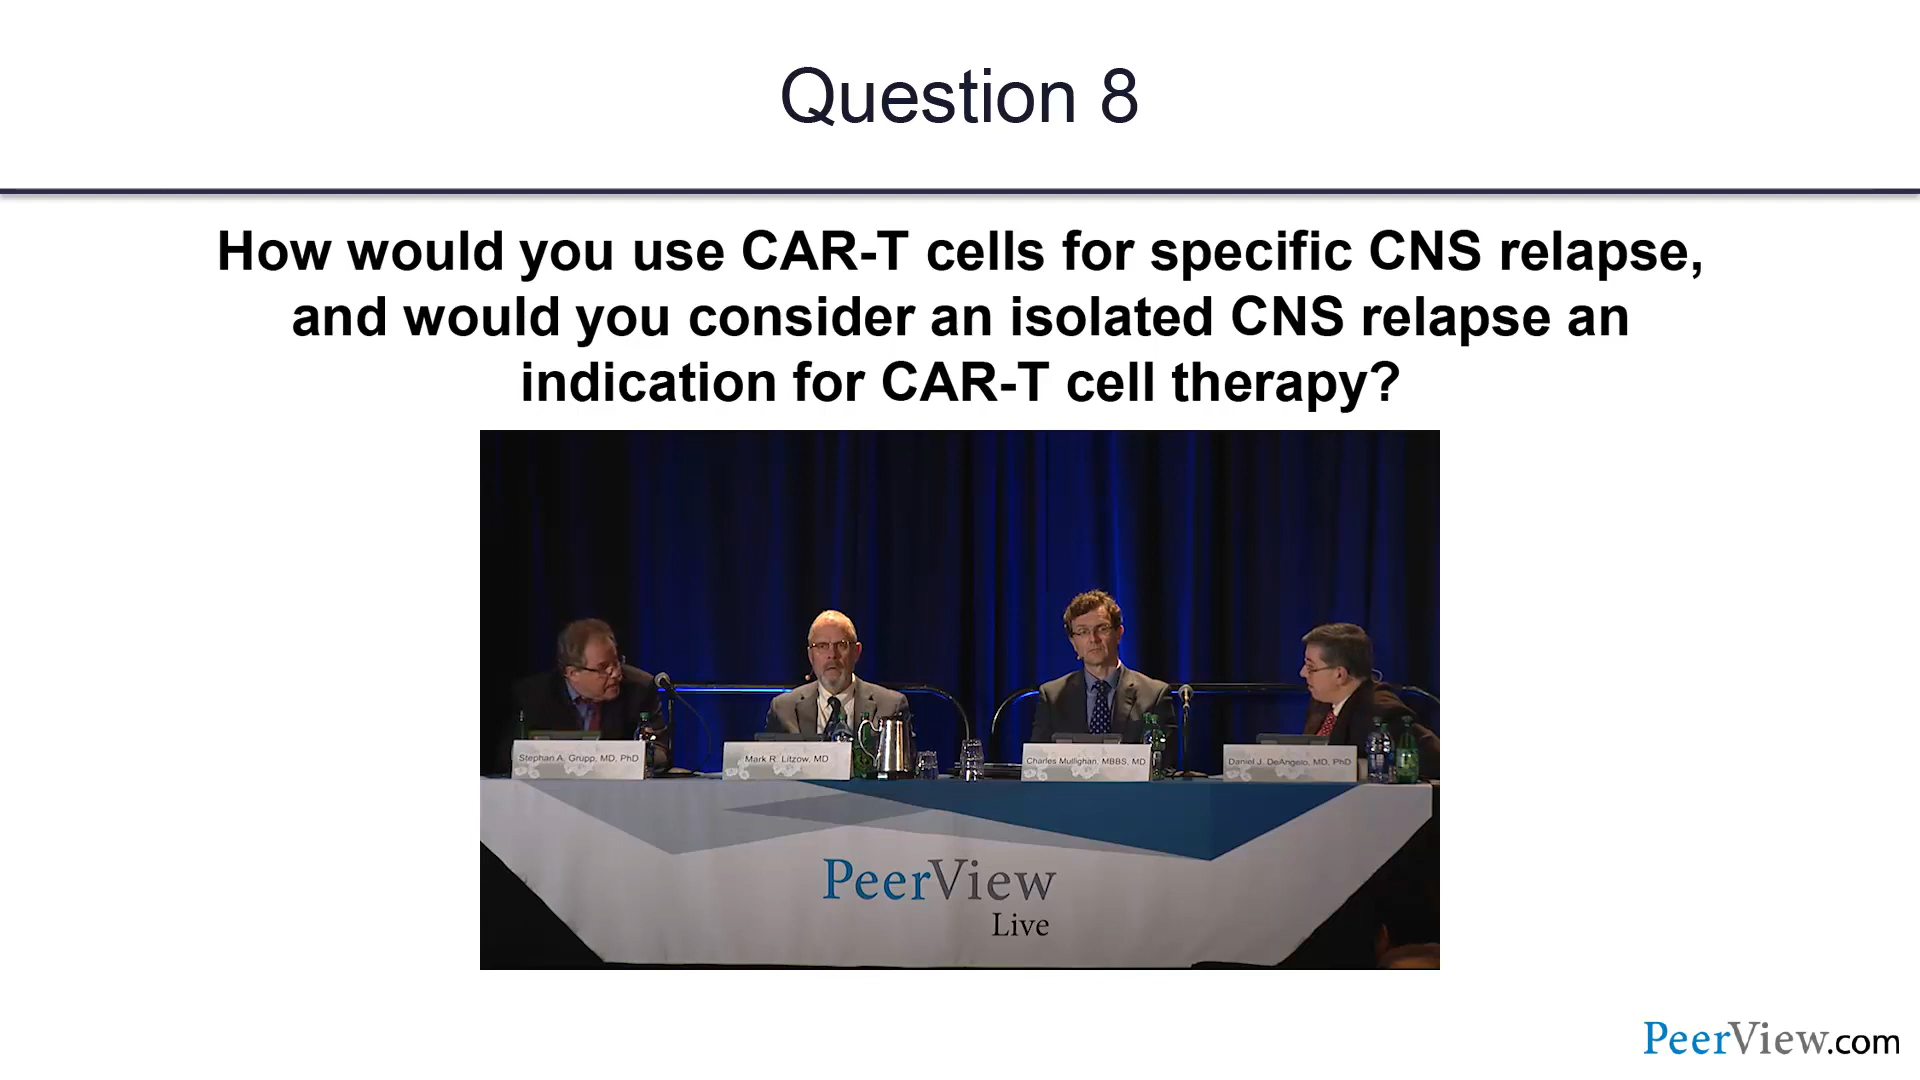 Question 8
How would you use CAR-T cells for specific CNS relapse,
and would you consider an isolated CNS relapse an
indication for CAR-T cell therapy?
Stephan A. Grupp, MD, PhD
Mark R. Litzow, MD
Charles Mullighan, MBBS, MD
Daniel J. DeAngelo, MD, PhD
PeerView
Live
PeerView.com